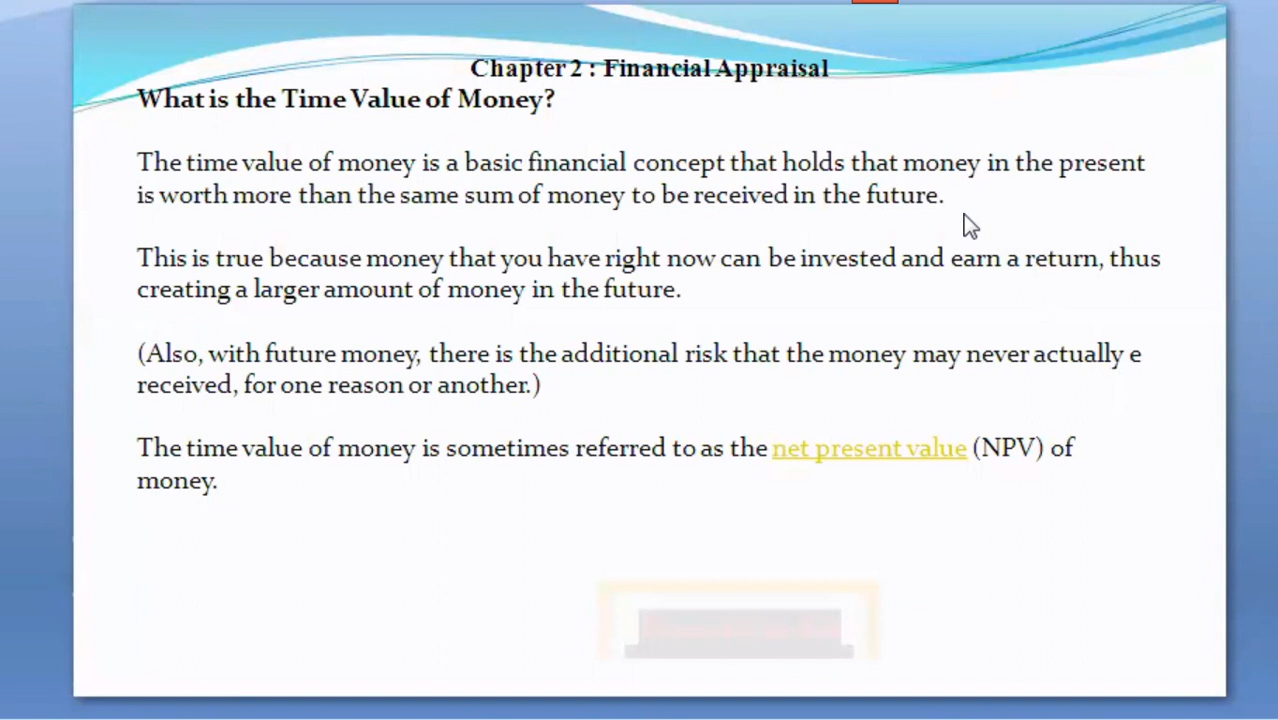 Chapter 2 : Financial Appraisal
What is the Time Value of Money?
The time value of money is a basic financial concept that holds that money in the present
is worth more than the same sum of money to be received in the future.
This is true because money that you have right now can be invested and earn a return, thus
creating a larger amount of money in the future.
(Also, with future money, there is the additional risk that the money may never actually e
received, for one reason or another.)
The time value of money is sometimes referred to as the net present value (NPV) of
money.